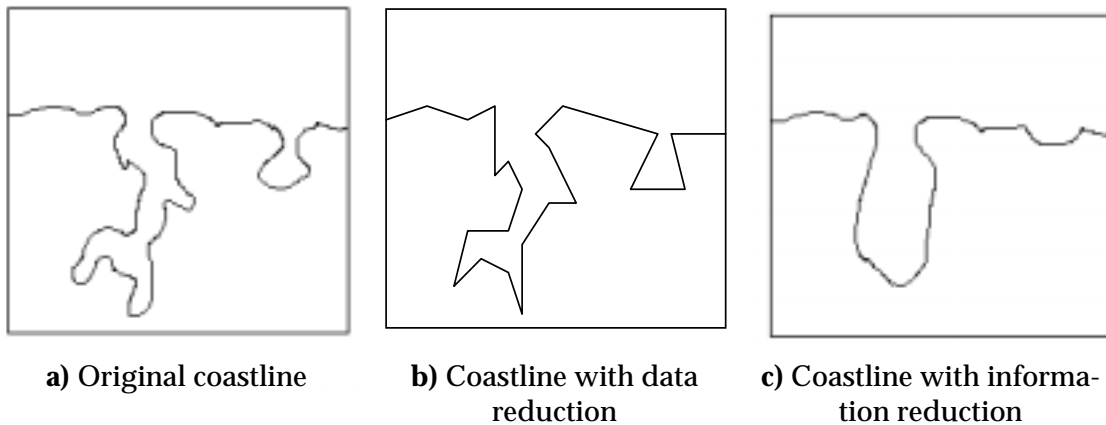 a) Original coastline
b) Coastline with data
reduction
c) Coastline with informa-
tion reduction